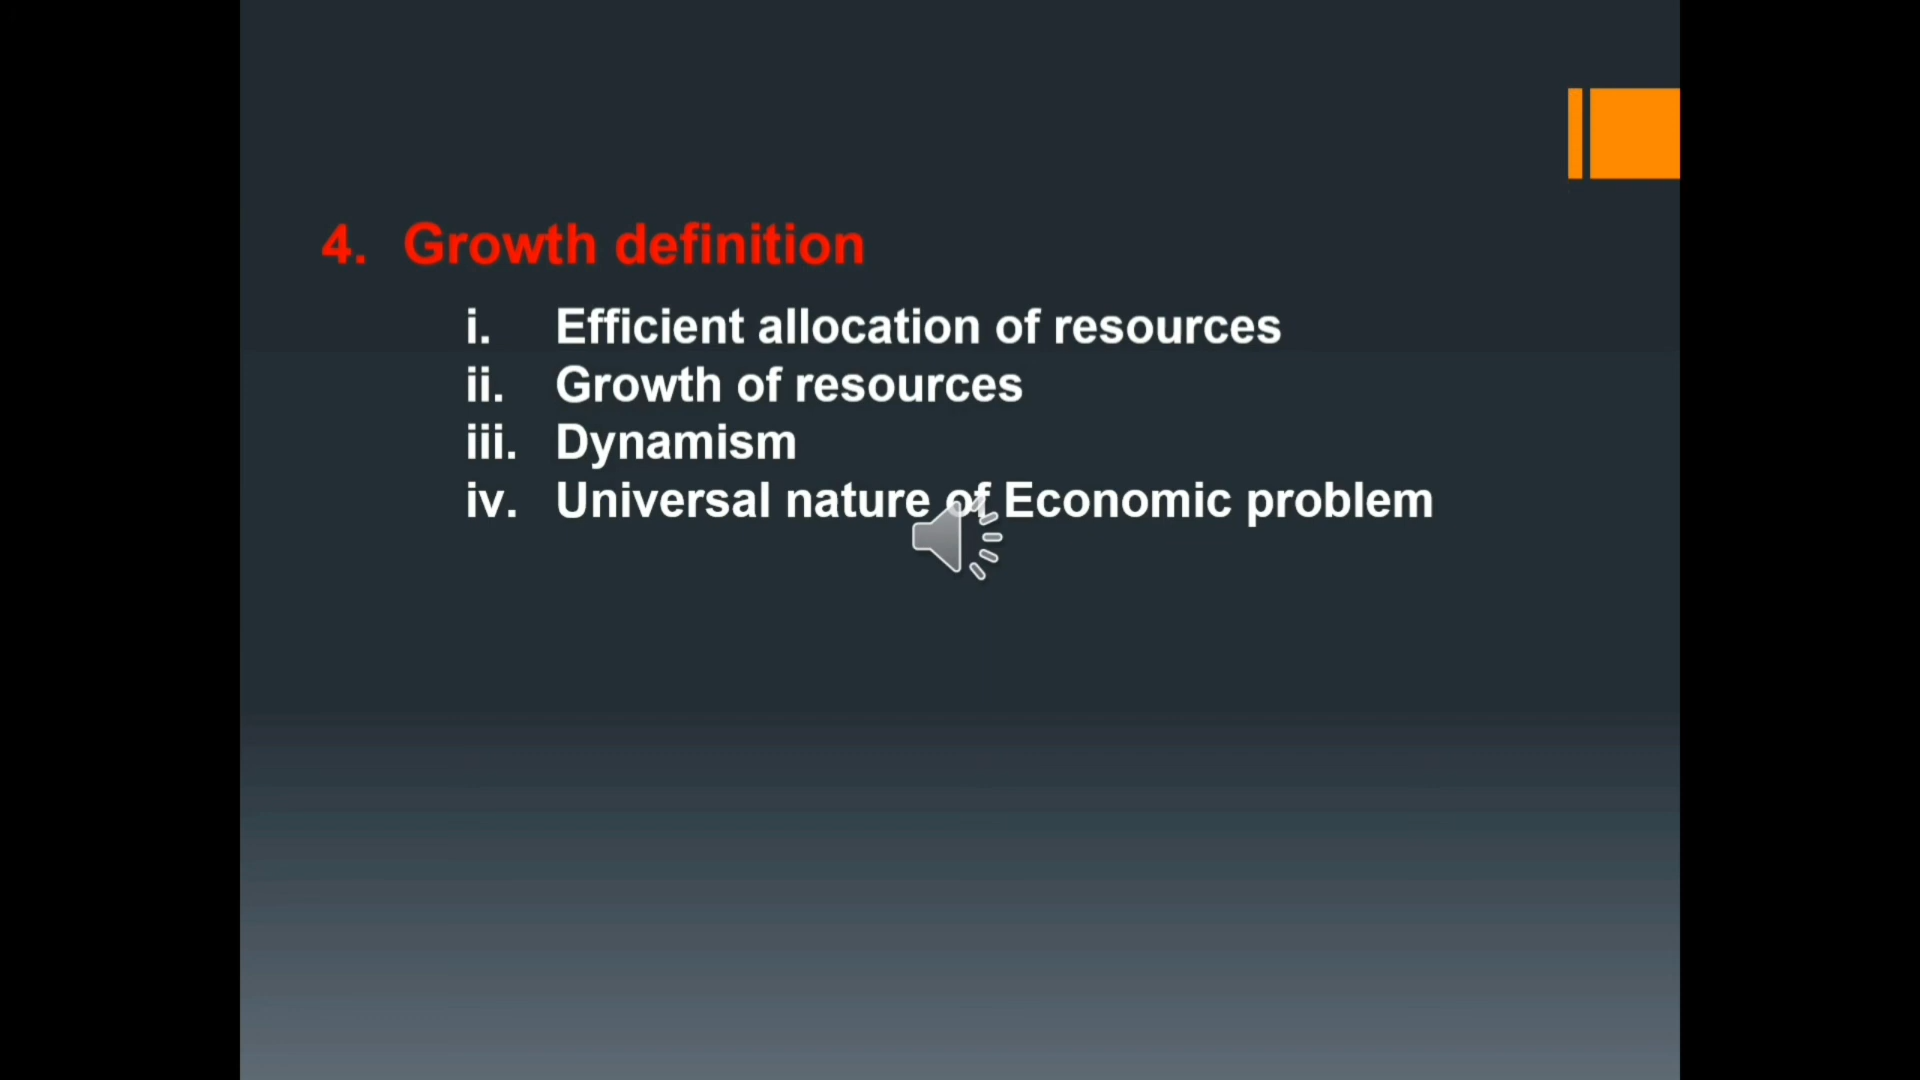 4. Growth definition
i. Efficient allocation of resources
ii. Growth of resources
iii. Dynamism
iv. Universal nature of Economic problem